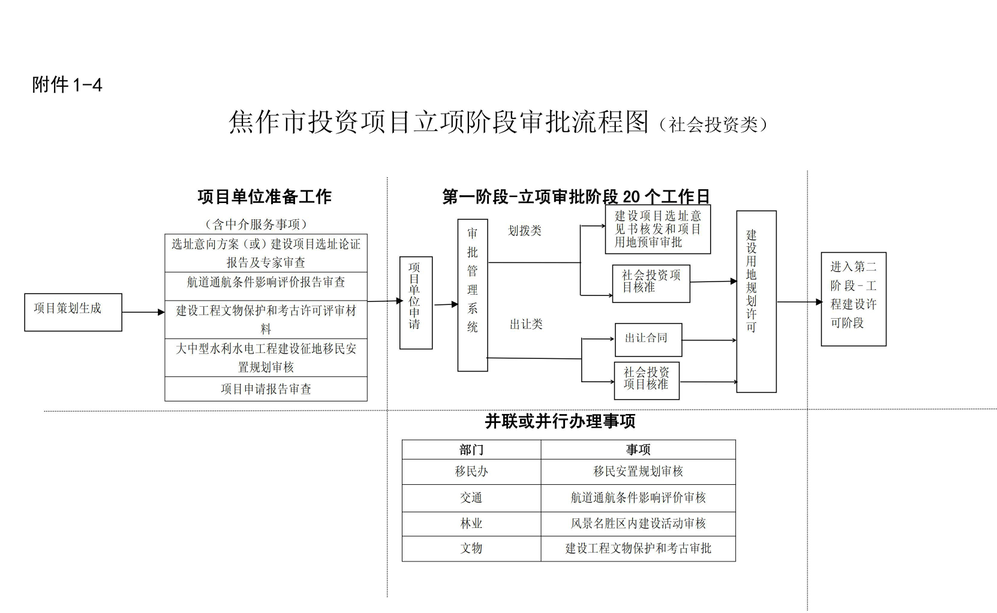 附件1-4
焦作市投资项目立项阶段审批流程图（社会投资类）
项目单位准备工作
（含中介服务事项）
第一阶段-立项审批阶段20个工作日
项目策划生成
选址意向方案（或）建设项目选址论证
报告及专家审查
航道通航条件影响评价报告审查
建设工程文物保护和考古许可评审材
料
大中型水利水电工程建设征地移民安
置规划审核
项目申请报告审查
项目单位申请
审批管理系统
划拨类
建设项目选址意
见书核发和项目
用地预审审批
社会投资项
目核准
出让类
出让合同
社会投资
项目核准
建设用地规划许可
进入第二
阶段-工
程建设许
可阶段
并联或并行办理事项
部门 事项
移民办 移民安置规划审核
交通 航道通航条件影响评价审核
林业 风景名胜区内建设活动审核
文物 建设工程文物保护和考古审批